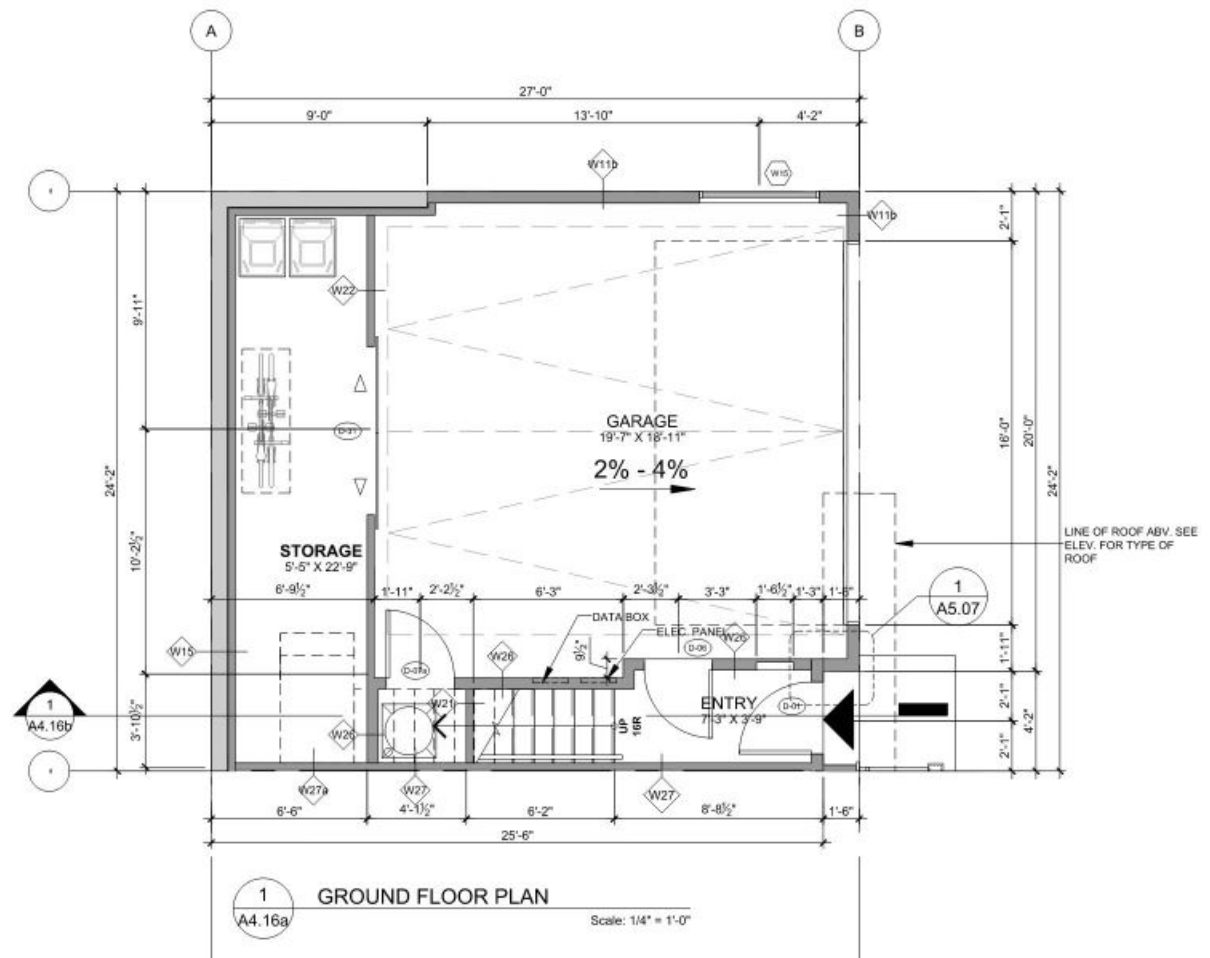 A
B
27'-0"
9'-0"
13'-10"
4'-2"
W11b
W15
W11b
2'-1"
W22
9'-11"
D-21
GARAGE
19'-7" X 18'-11"
2% - 4%
16'-0"
20'-0"
24'-2"
24'-2"
LINE OF ROOF ABV. SEE
ELEV. FOR TYPE OF
ROOF
10'-2½"
STORAGE
5'-5" X 22'-9"
6'-9½"
1'-11"
2'-2½"
6'-3"
2'-3½"
3'-3"
1'-6½"
1'-3"
1'-6"
1
A5.07
DATA BOX
ELEC. PANEL
9½"
D-06
W26
1'-11"
W15
W26
W21
ENTRY
7'-3" X 3'-9"
D-01
2'-1"
4'-2"
2'-1"
1
A4.16b
3'-10½"
W26
UP
16R
W27a
W27
W27
6'-6"
4'-1½"
6'-2"
8'-8½"
1'-6"
25'-6"
1
A4.16a
GROUND FLOOR PLAN
Scale: 1/4" = 1'-0"